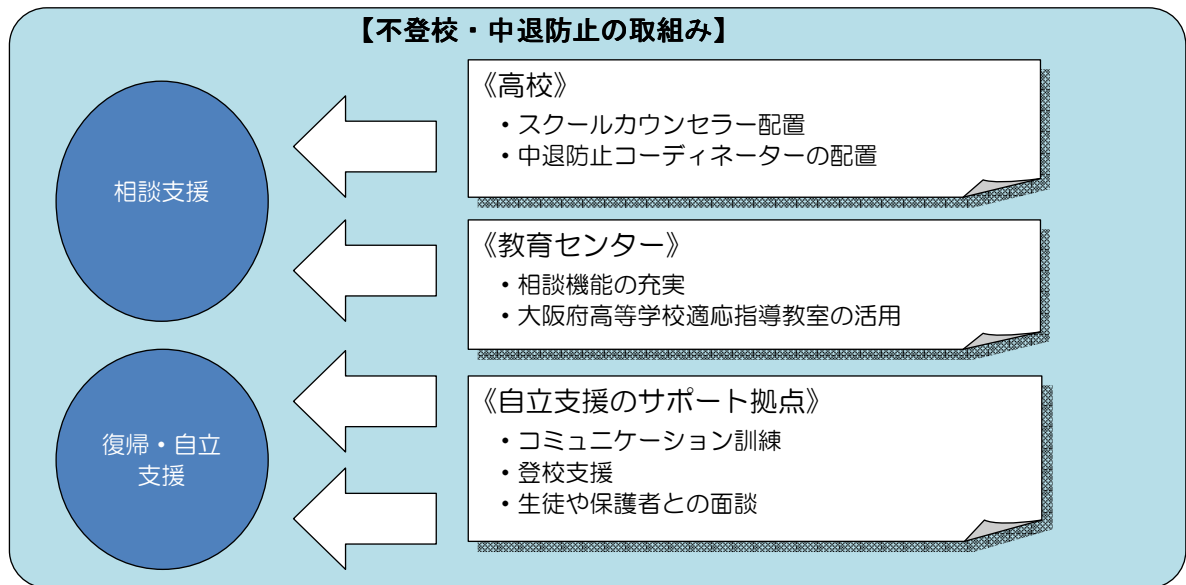 【不登校・中退防止の取組み】
相談支援
《高校》
・スクールカウンセラー配置
・中退防止コーディネーターの配置
《教育センター》
・相談機能の充実
・大阪府高等学校適応指導教室の活用
復帰・自立
支援
《自立支援のサポート拠点》
・コミュニケーション訓練
・登校支援
・生徒や保護者との面談